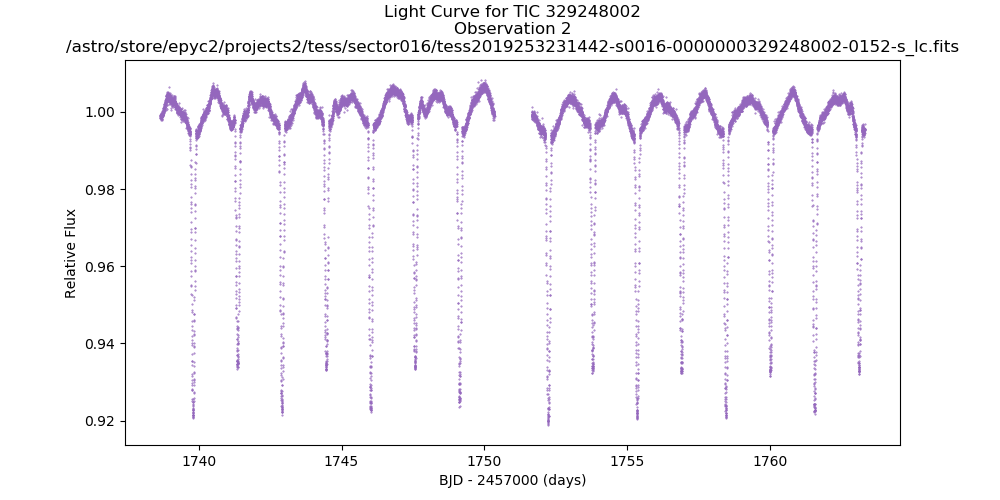 Light Curve for TIC 329248002
Observation 2
/astro/store/epyc2/projects2/tess/sector016/tess2019253231442-s0016-0000000329248002-0152-s_lc.fits
1.00
0.98
0.96
0.94
0.92
Relative Flux
1740
1745
1750
1755
1760
BJD - 2457000 (days)